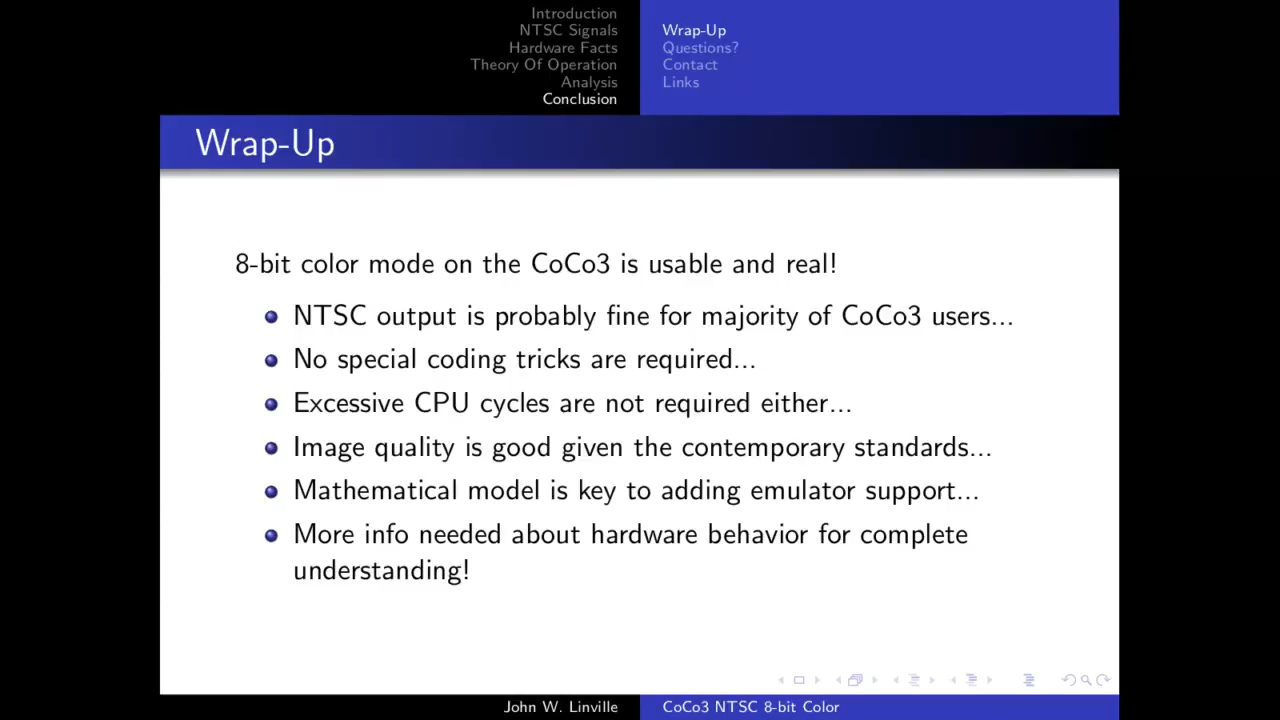 Introduction
NTSC Signals
Hardware Facts
Theory Of Operation
Analysis
Conclusion
Wrap-Up
Questions?
Contact
Links
Wrap-Up
8-bit color mode on the CoCo3 is usable and real!
NTSC output is probably fine for majority of CoCo3 users...
No special coding tricks are required...
Excessive CPU cycles are not required either...
Image quality is good given the contemporary standards...
Mathematical model is key to adding emulator support...
More info needed about hardware behavior for complete
understanding!
John W. Linville
CoCo3 NTSC 8-bit Color